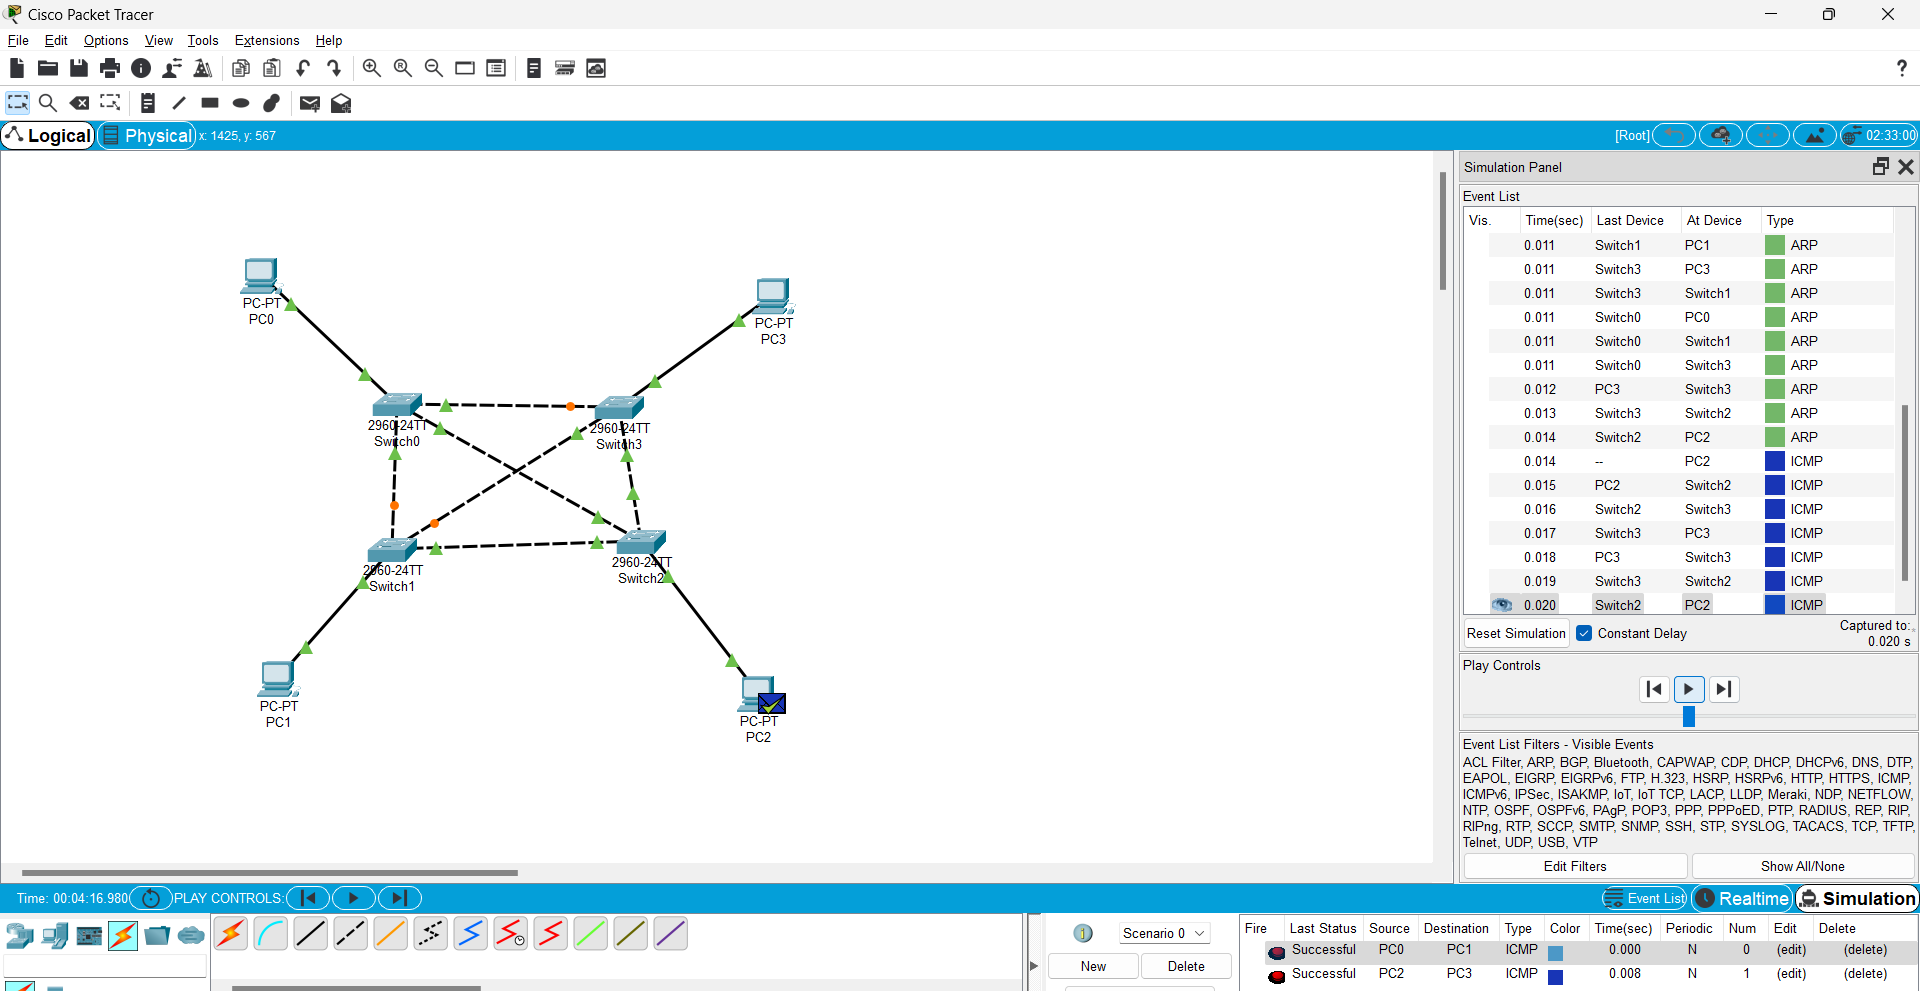 Cisco Packet Tracer
File Edit Options View Tools Extensions Help
Logical Physical x: 1425, y: 567 [Root] 02:33:00
PC-PT
PC0
PC-PT
PC3
2960-24TT
Switch0
2960-24TT
Switch3
2960-24TT
Switch1
2960-24TT
Switch2
PC-PT
PC1
PC-PT
PC2
Simulation Panel
Event List
Vis. Time(sec) Last Device At Device Type
0.011 Switch1 PC1 ARP
0.011 Switch3 PC3 ARP
0.011 Switch3 Switch1 ARP
0.011 Switch0 PC0 ARP
0.011 Switch0 Switch1 ARP
0.011 Switch0 Switch3 ARP
0.012 PC3 Switch3 ARP
0.013 Switch3 Switch2 ARP
0.014 Switch2 PC2 ARP
0.014 -- PC2 ICMP
0.015 PC2 Switch2 ICMP
0.016 Switch2 Switch3 ICMP
0.017 Switch3 PC3 ICMP
0.018 PC3 Switch3 ICMP
0.019 Switch3 Switch2 ICMP
0.020 Switch2 PC2 ICMP
Reset Simulation Constant Delay Captured to:
0.020 s
Play Controls
Event List Filters - Visible Events
ACL Filter, ARP, BGP, Bluetooth, CAPWAP, CDP, DHCP, DHCPv6, DNS, DTP,
EAPOL, EIGRP, EIGRPv6, FTP, H.323, HSRP, HSRPv6, HTTP, HTTPS, ICMP,
ICMPv6, IPSec, ISAKMP, IoT, IoT TCP, LACP, LLDP, Meraki, NDP, NETFLOW,
NTP, OSPF, OSPFv6, PAgP, POP3, PPP, PPPoED, PTP, RADIUS, REP, RIP,
RIPng, RTP, SCCP, SMTP, SNMP, SSH, STP, SYSLOG, TACACS, TCP, TFTP,
Telnet, UDP, USB, VTP
Edit Filters Show All/None
Time: 00:04:16.980 PLAY CONTROLS: Event List Realtime Simulation
Scenario 0
New Delete
Fire Last Status Source Destination Type Color Time(sec) Periodic Num Edit Delete
Successful PC0 PC1 ICMP 0.000 N 0 (edit) (delete)
Successful PC2 PC3 ICMP 0.008 N 1 (edit) (delete)